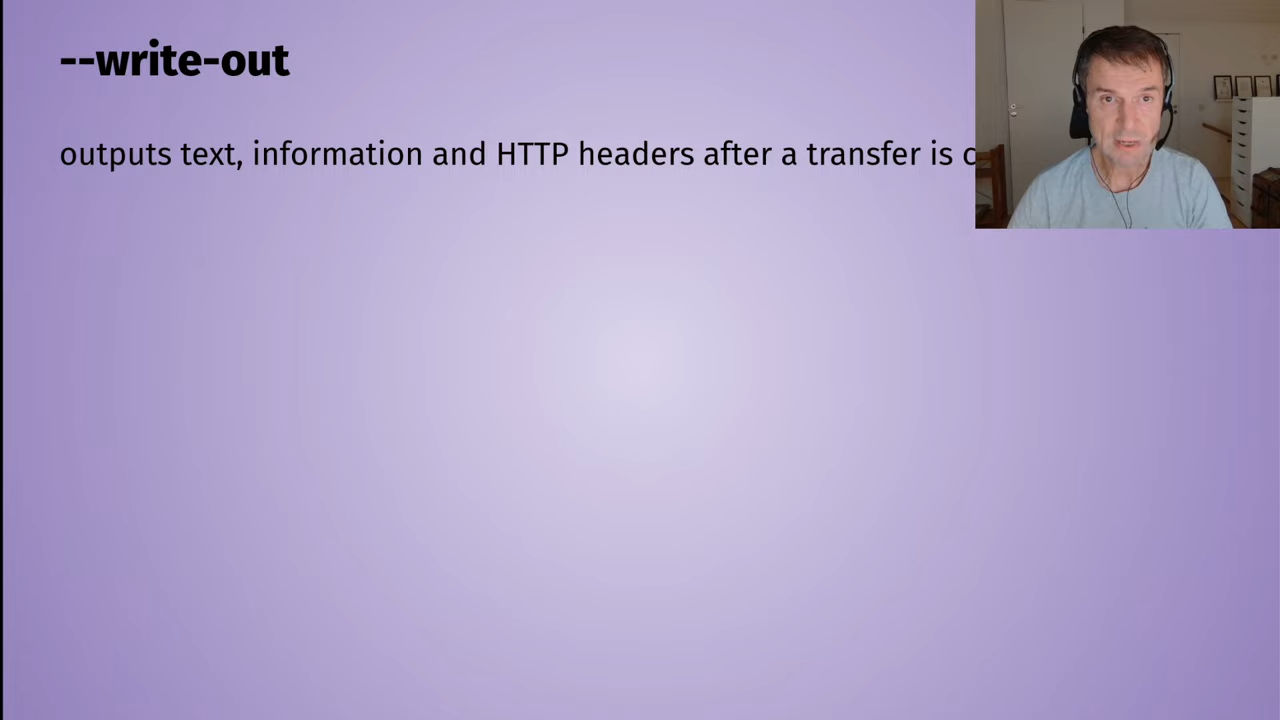 --write-out
outputs text, information and HTTP headers after a transfer is